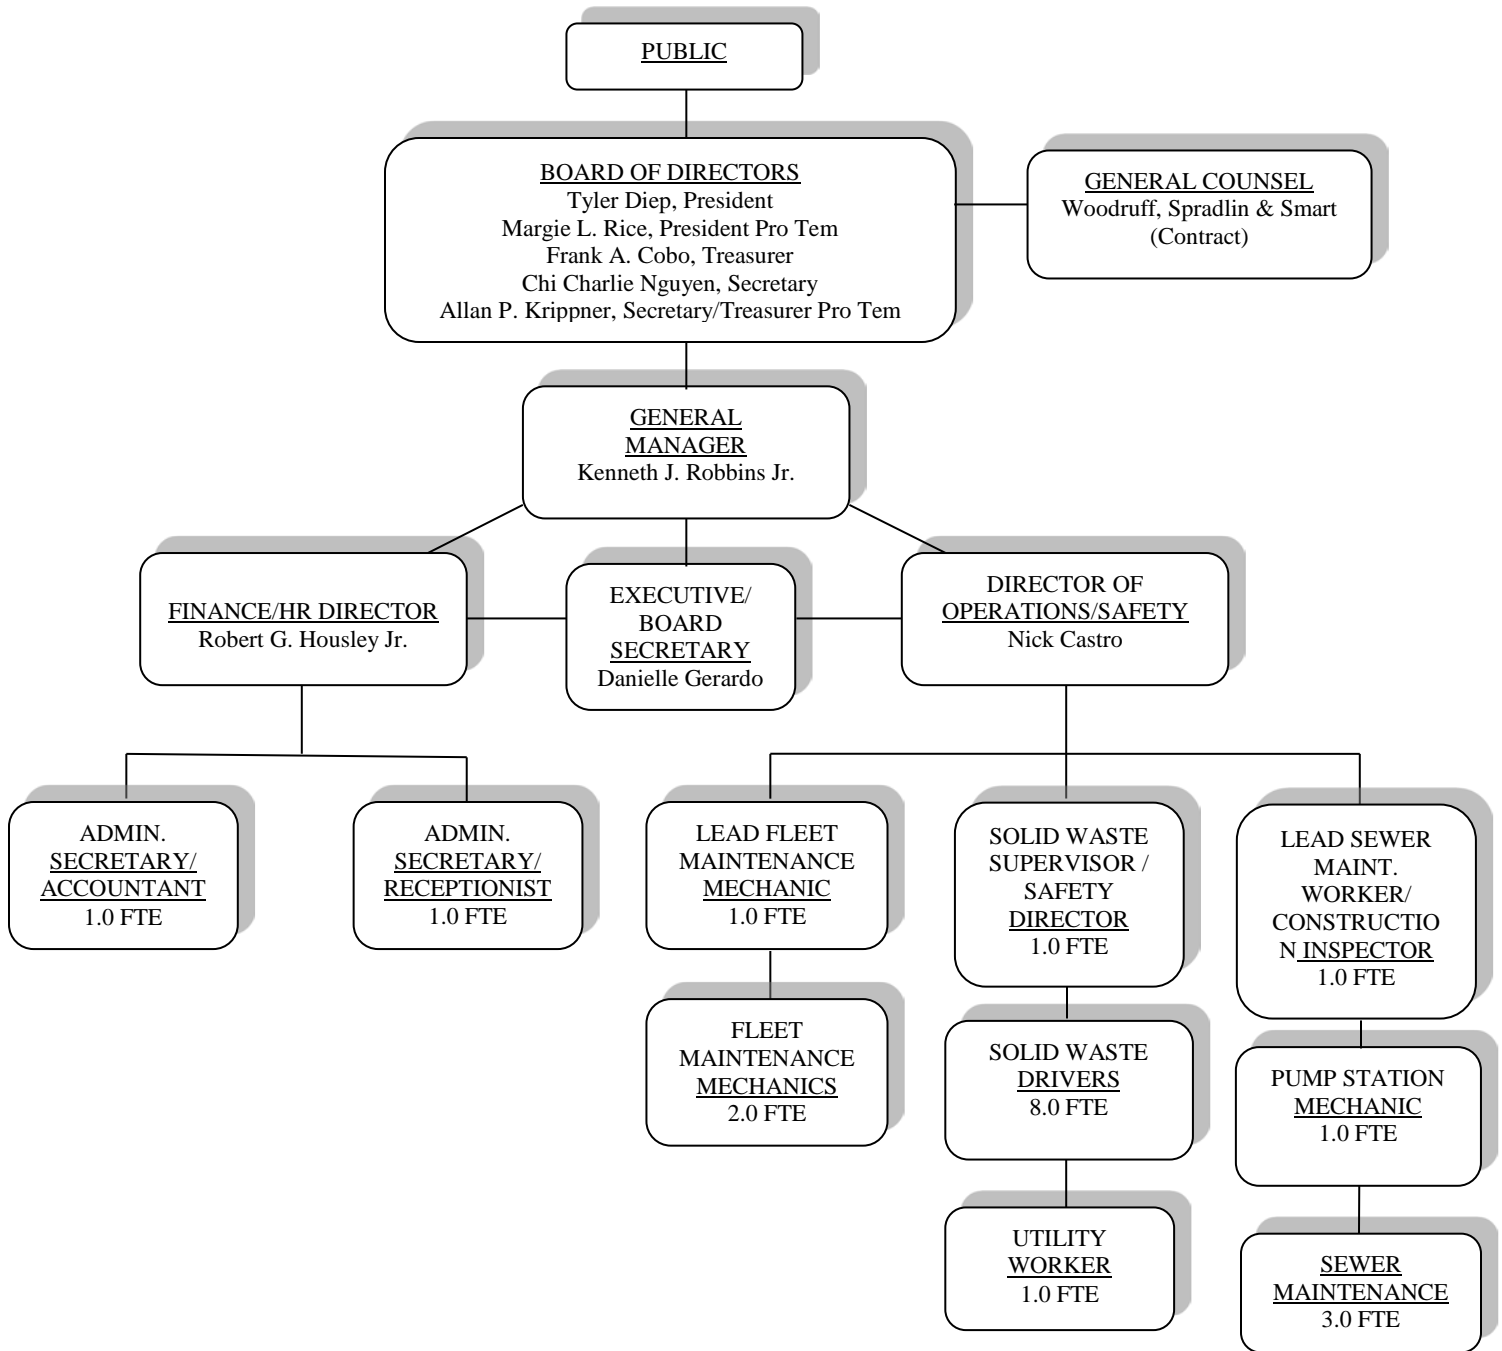 PUBLIC
BOARD OF DIRECTORS
Tyler Diep, President
Margie L. Rice, President Pro Tem
Frank A. Cobo, Treasurer
Chi Charlie Nguyen, Secretary
Allan P. Krippner, Secretary/Treasurer Pro Tem
GENERAL COUNSEL
Woodruff, Spradlin & Smart
(Contract)
GENERAL
MANAGER
Kenneth J. Robbins Jr.
FINANCE/HR DIRECTOR
Robert G. Housley Jr.
EXECUTIVE/
BOARD
SECRETARY
Danielle Gerardo
DIRECTOR OF
OPERATIONS/SAFETY
Nick Castro
ADMIN.
SECRETARY/
ACCOUNTANT
1.0 FTE
ADMIN.
SECRETARY/
RECEPTIONIST
1.0 FTE
LEAD FLEET
MAINTENANCE
MECHANIC
1.0 FTE
SOLID WASTE
SUPERVISOR /
SAFETY
DIRECTOR
1.0 FTE
LEAD SEWER
MAINT.
WORKER/
CONSTRUCTIO
N INSPECTOR
1.0 FTE
FLEET
MAINTENANCE
MECHANICS
2.0 FTE
SOLID WASTE
DRIVERS
8.0 FTE
PUMP STATION
MECHANIC
1.0 FTE
UTILITY
WORKER
1.0 FTE
SEWER
MAINTENANCE
3.0 FTE